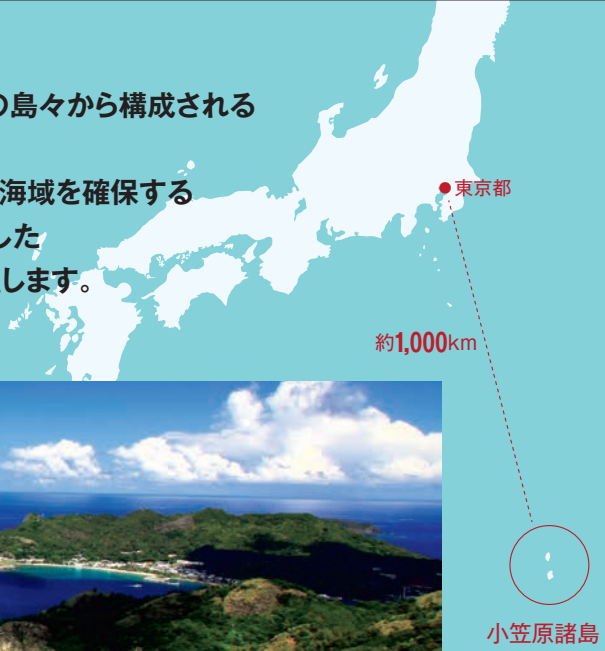 の島々から構成される
海域を確保する
した
します。
東京都
約1,000km
小笠原諸島